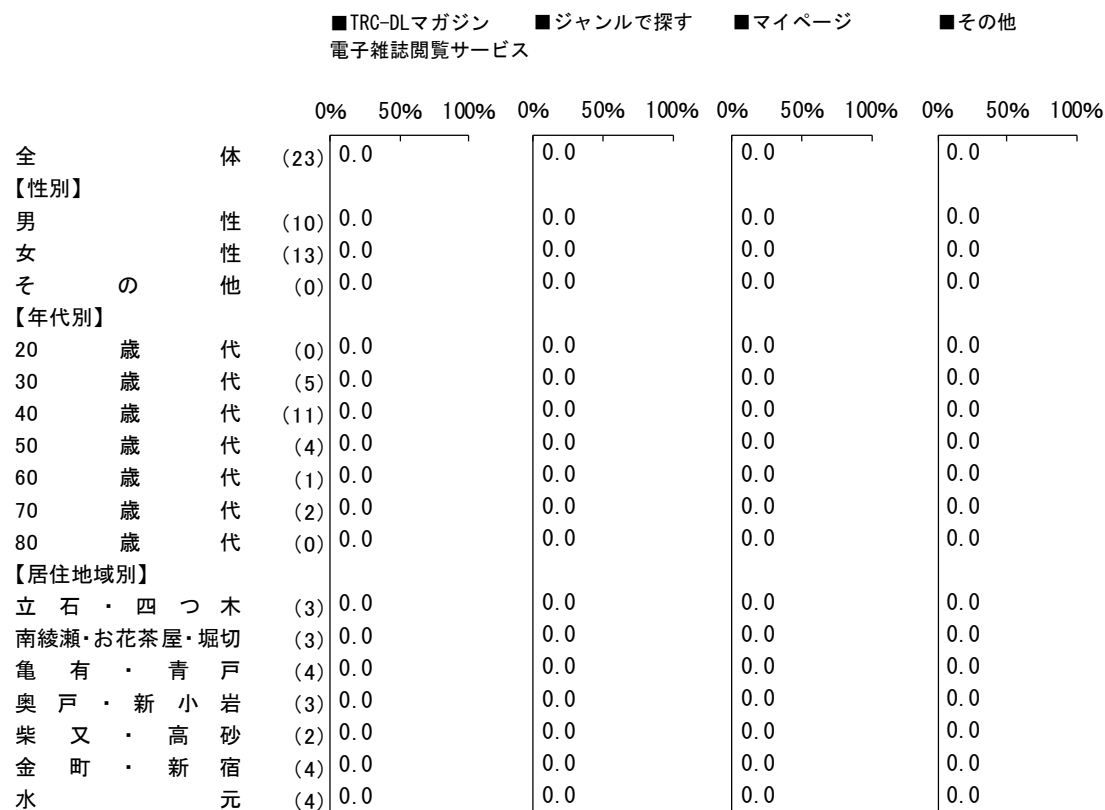 ■TRC-DLマガジン ■ジャンルで探す ■マイページ ■その他
電子雑誌閲覧サービス
0% 50% 100% 0% 50% 100% 0% 50% 100% 0% 50% 100%
全体 (23) 0.0 0.0 0.0 0.0
【性別】
男性 (10) 0.0 0.0 0.0 0.0
女性 (13) 0.0 0.0 0.0 0.0
その他 (0) 0.0 0.0 0.0 0.0
【年代別】
20歳代 (0) 0.0 0.0 0.0 0.0
30歳代 (5) 0.0 0.0 0.0 0.0
40歳代 (11) 0.0 0.0 0.0 0.0
50歳代 (4) 0.0 0.0 0.0 0.0
60歳代 (1) 0.0 0.0 0.0 0.0
70歳代 (2) 0.0 0.0 0.0 0.0
80歳代 (0) 0.0 0.0 0.0 0.0
【居住地域別】
立石・四つ木 (3) 0.0 0.0 0.0 0.0
南綾瀬・お花茶屋・堀切 (3) 0.0 0.0 0.0 0.0
亀有・青戸 (4) 0.0 0.0 0.0 0.0
奥戸・新小岩 (3) 0.0 0.0 0.0 0.0
柴又・高砂 (2) 0.0 0.0 0.0 0.0
金町・新宿 (4) 0.0 0.0 0.0 0.0
水元 (4) 0.0 0.0 0.0 0.0